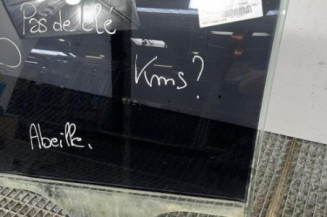 Pas de clé
Kms ?
Abeille.